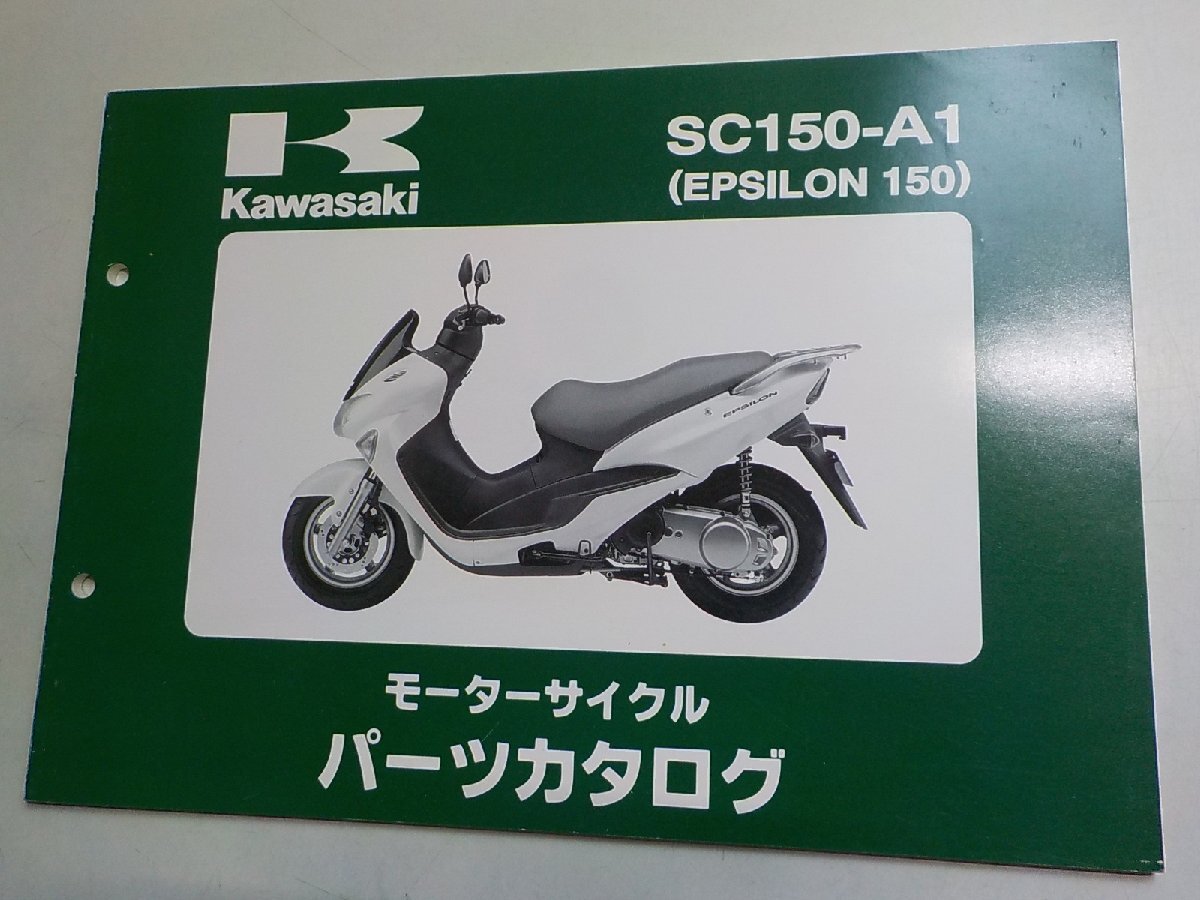 Kawasaki
SC150-A1
(EPSILON 150)
EPSILON
モーターサイクル
パーツカタログ